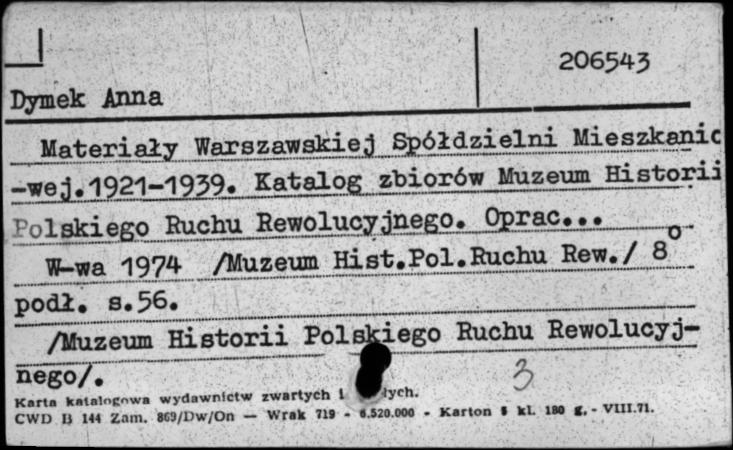 206543
Dymek Anna
Materiały Warszawskiej Spółdzielni Mieszkanio
-wej.1921-1939. Katalog zbiorów Muzeum Historii
Polskiego Ruchu Rewolucyjnego. Oprac...
W-wa 1974 /Muzeum Hist.Pol.Ruchu Rew./ 8°
podł. s.56.
/Muzeum Historii Polskiego Ruchu Rewolucyj-
nego/.
3
Karta katalogowa wydawnictw zwartych
CWD B 144 Zam. 869/Dw/On — Wrak 719 - 6.520.000 - Karton kl. 180 g. - VIII.71.